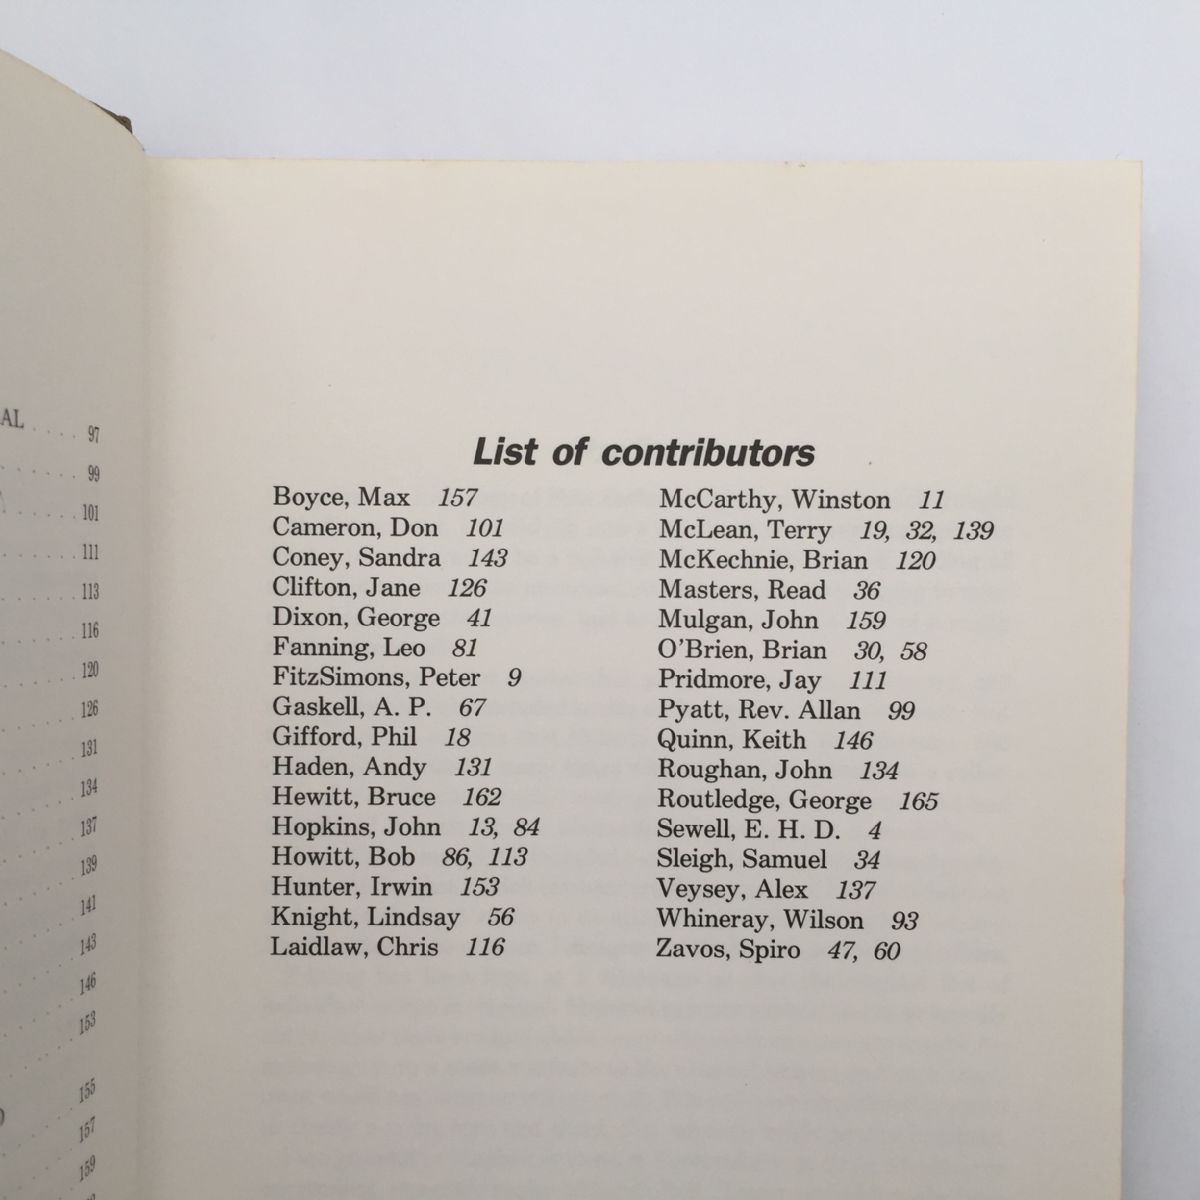 AL ..... 97
99
101
111
113
116
120
126
131
134
137
139
141
143
146
153
155
157
159
List of contributors
Boyce, Max 157
Cameron, Don 101
Coney, Sandra 143
Clifton, Jane 126
Dixon, George 41
Fanning, Leo 81
FitzSimons, Peter 9
Gaskell, A. P. 67
Gifford, Phil 18
Haden, Andy 131
Hewitt, Bruce 162
Hopkins, John 13, 84
Howitt, Bob 86, 113
Hunter, Irwin 153
Knight, Lindsay 56
Laidlaw, Chris 116
McCarthy, Winston 11
McLean, Terry 19, 32, 139
McKechnie, Brian 120
Masters, Read 36
Mulgan, John 159
O'Brien, Brian 30, 58
Pridmore, Jay 111
Pyatt, Rev. Allan 99
Quinn, Keith 146
Roughan, John 134
Routledge, George 165
Sewell, E. H. D. 4
Sleigh, Samuel 34
Veysey, Alex 137
Whineray, Wilson 93
Zavos, Spiro 47, 60